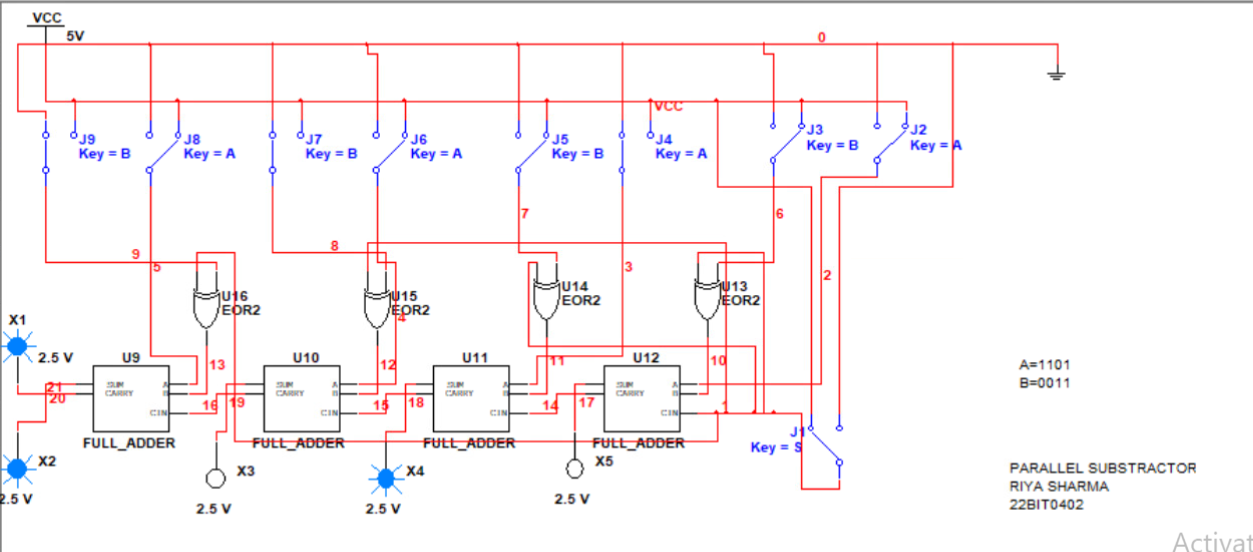 VCC
5V
0
VCC
J9
Key = B
J8
Key = A
J7
Key = B
J6
Key = A
J5
Key = B
J4
Key = A
J3
Key = B
J2
Key = A
7
6
9
5
8
3
2
U16
EOR2
U15
EOR2
4
U14
EOR2
U13
EOR2
X1
2.5 V
U9
U10
U11
U12
13
12
11
10
SUM
CARRY
A
B
CIN
SUM
CARRY
A
B
CIN
SUM
CARRY
A
B
CIN
SUM
CARRY
A
B
CIN
21
20
16
19
15
18
14
17
1
FULL_ADDER
FULL_ADDER
FULL_ADDER
FULL_ADDER
A=1101
B=0011
J1
Key = S
X2
2.5 V
X3
2.5 V
X4
2.5 V
X5
2.5 V
PARALLEL SUBSTRACTOR
RIYA SHARMA
22BIT0402
Activat